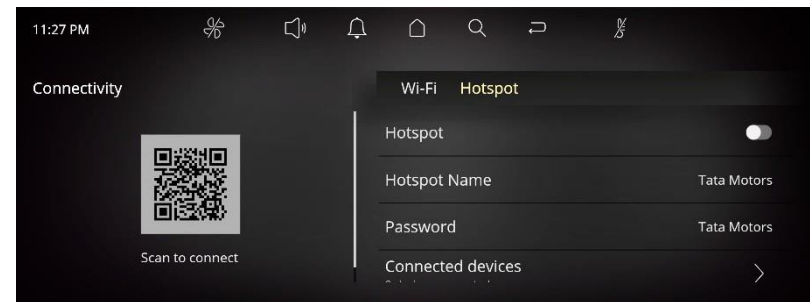 11:27 PM
Connectivity
Wi-Fi Hotspot
Hotspot
Hotspot Name Tata Motors
Password Tata Motors
Scan to connect
Connected devices